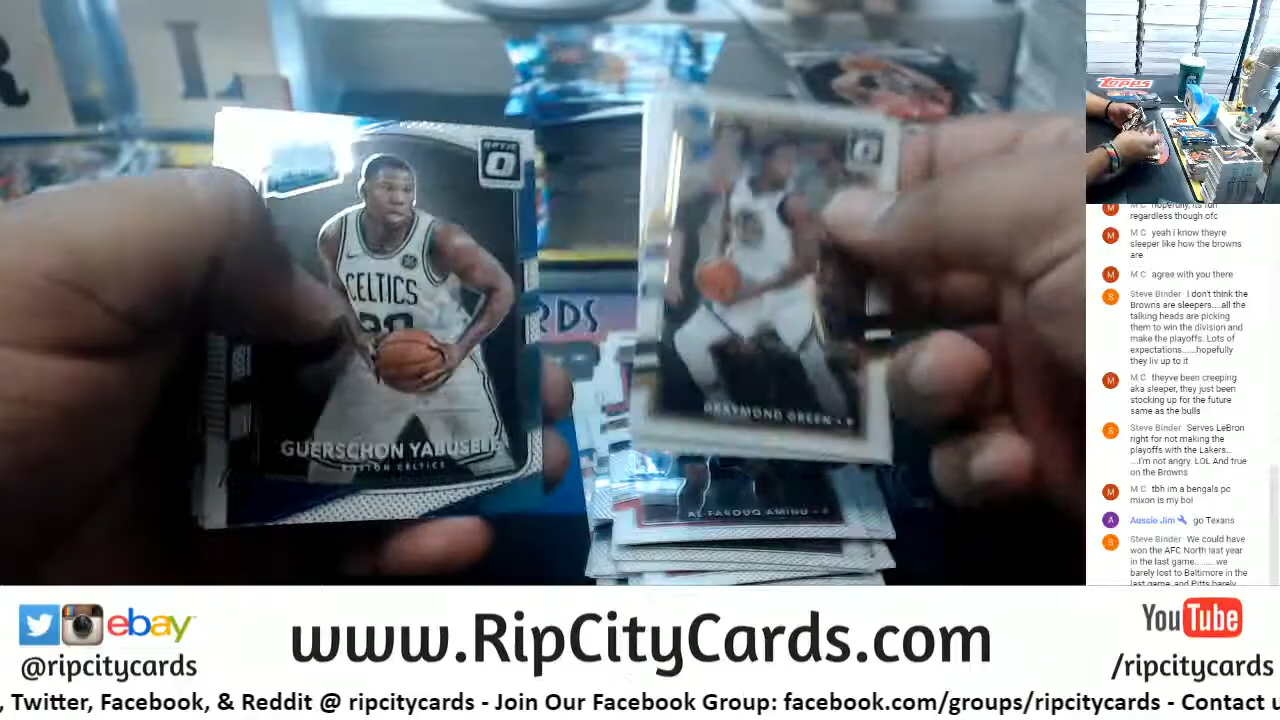 R L
OPTIC
CELTICS
GUERSCHON YABUSELE
BOSTON CELTICS
DRAYMOND GREEN • F
AL-FAROUQ AMINU • F
RDS
Topps
M C hopefully, its fun
regardless though ofc
M C yeah i know theyre
sleeper like how the browns
are
M C agree with you there
Steve Binder I don't think the
Browns are sleepers....all the
talking heads are picking
them to win the division and
make the playoffs. Lots of
expectations......hopefully
they liv up to it
M C theyve been creeping
aka sleeper, they just been
stocking up for the future
same as the bulls
Steve Binder Serves LeBron
right for not making the
playoffs with the Lakers...
....I'm not angry. LOL And true
on the Browns
M C tbh im a bengals pc
mixon is my boi
Aussie Jim go Texans
Steve Binder We could have
won the AFC North last year
in the last game.........we
barely lost to Baltimore in the
last game, and Pitts barely
ebay
@ripcitycards
www.RipCityCards.com
YouTube
/ripcitycards
, Twitter, Facebook, & Reddit @ ripcitycards - Join Our Facebook Group: facebook.com/groups/ripcitycards - Contact u